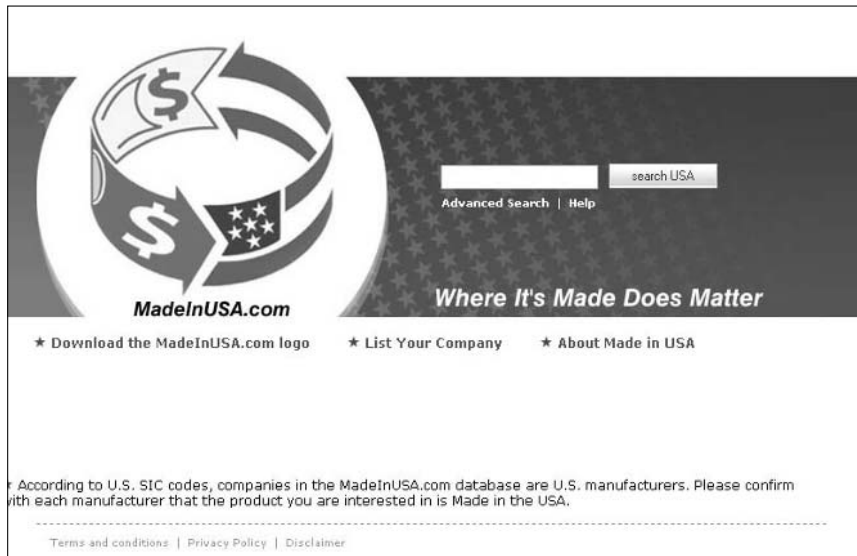 $
$
search USA
Advanced Search | Help
MadeInUSA.com
Where It's Made Does Matter
★ Download the MadeInUSA.com logo ★ List Your Company ★ About Made in USA
According to U.S. SIC codes, companies in the MadeInUSA.com database are U.S. manufacturers. Please confirm
with each manufacturer that the product you are interested in is Made in the USA.
Terms and conditions | Privacy Policy | Disclaimer